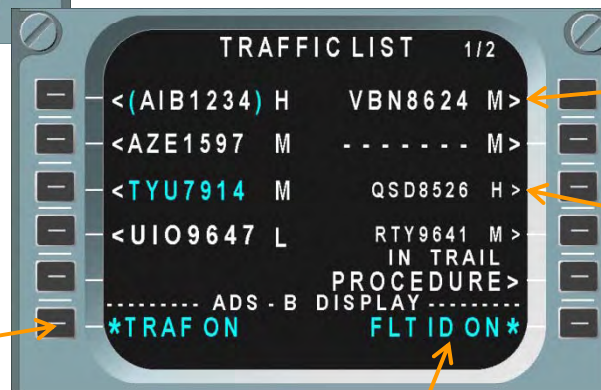 TRAFFIC LIST 1/2
<(AIB1234) H VBN8624 M>
<AZE1597 M - - - - - - - M>
<TYU7914 M QSD8526 H >
<UIO9647 L RTY9641 M >
IN TRAIL
PROCEDURE>
--------- ADS - B DISPLAY ---------
*TRAF ON FLT ID ON*